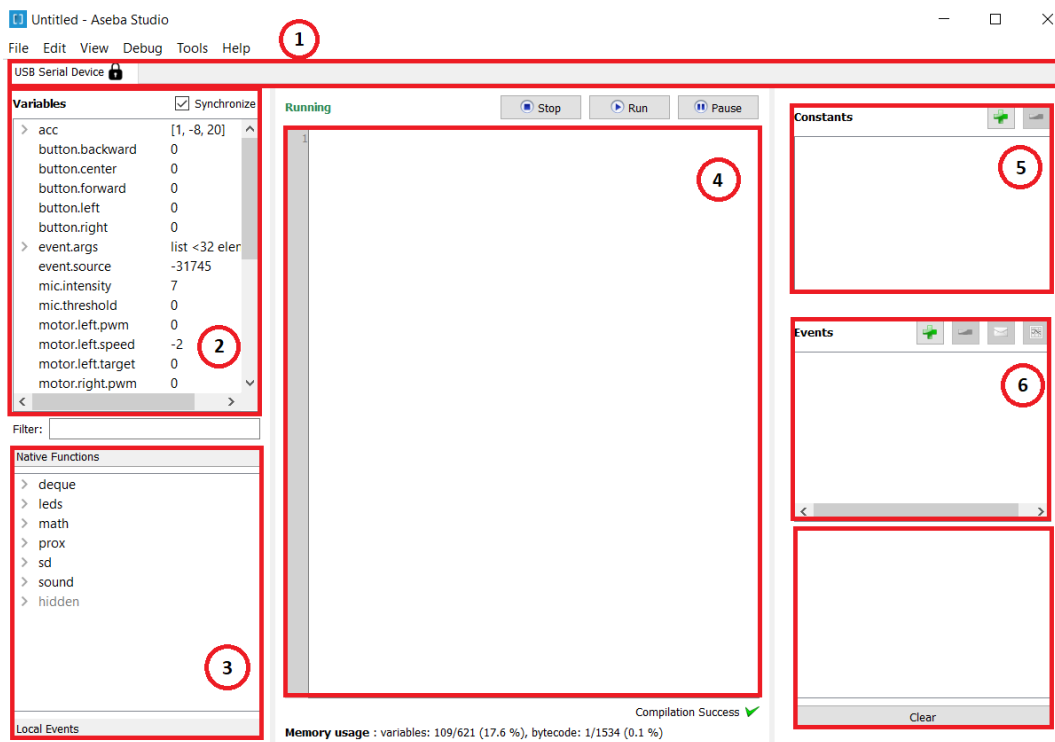 Untitled - Aseba Studio
File Edit View Debug Tools Help
1
USB Serial Device
Variables Synchronize
acc [1, -8, 20]
button.backward 0
button.center 0
button.forward 0
button.left 0
button.right 0
event.args list <32 eler
event.source -31745
mic.intensity 7
mic.threshold 0
motor.left.pwm 0
motor.left.speed -2
motor.left.target 0
motor.right.pwm 0
2
Filter:
Native Functions
deque
leds
math
prox
sd
sound
hidden
3
Local Events
Running Stop Run Pause
1
4
Compilation Success
Memory usage : variables: 109/621 (17.6 %), bytecode: 1/1534 (0.1 %)
Constants
5
Events
6
Clear